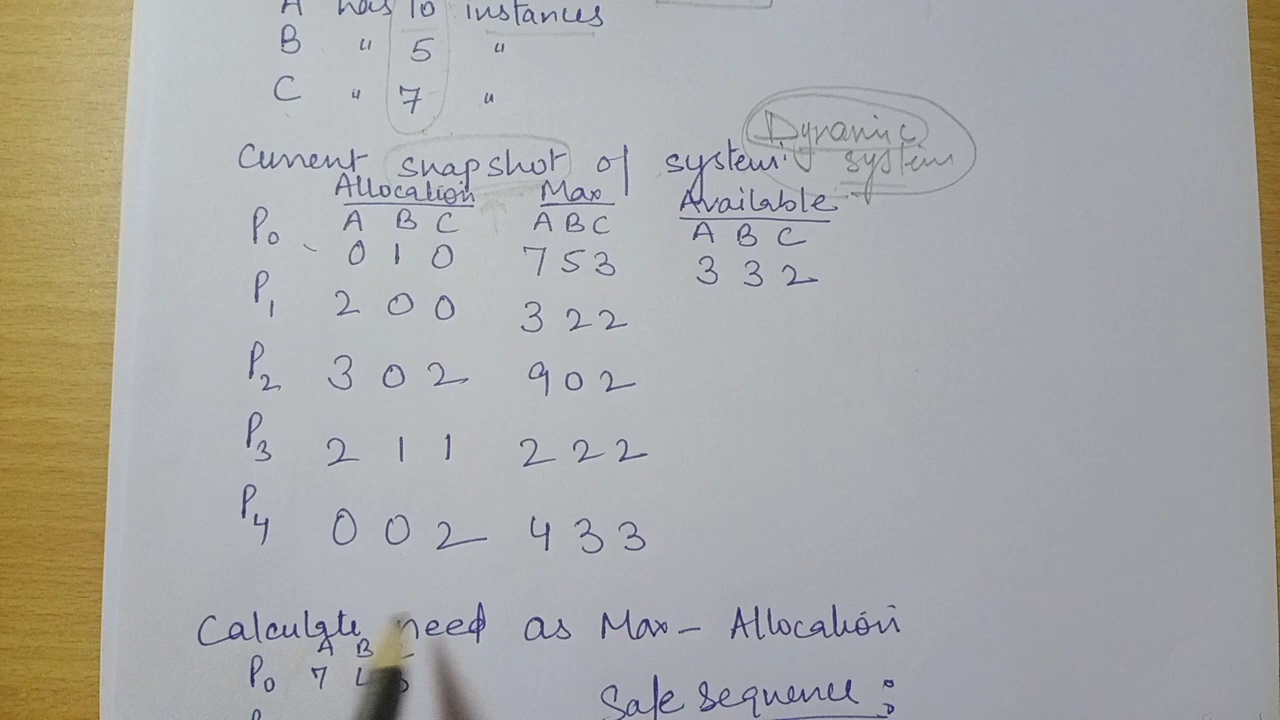 A has 10 instances
B " 5 "
C " 7 "
Dynamic
Current snapshot of system: system
Allocation Max Available
P0 A B C A B C A B C
0 1 0 7 5 3 3 3 2
P1 2 0 0 3 2 2
P2 3 0 2 9 0 2
P3 2 1 1 2 2 2
P4 0 0 2 4 3 3
Calculate need as Max - Allocation
A B
P0 7
Safe sequence: